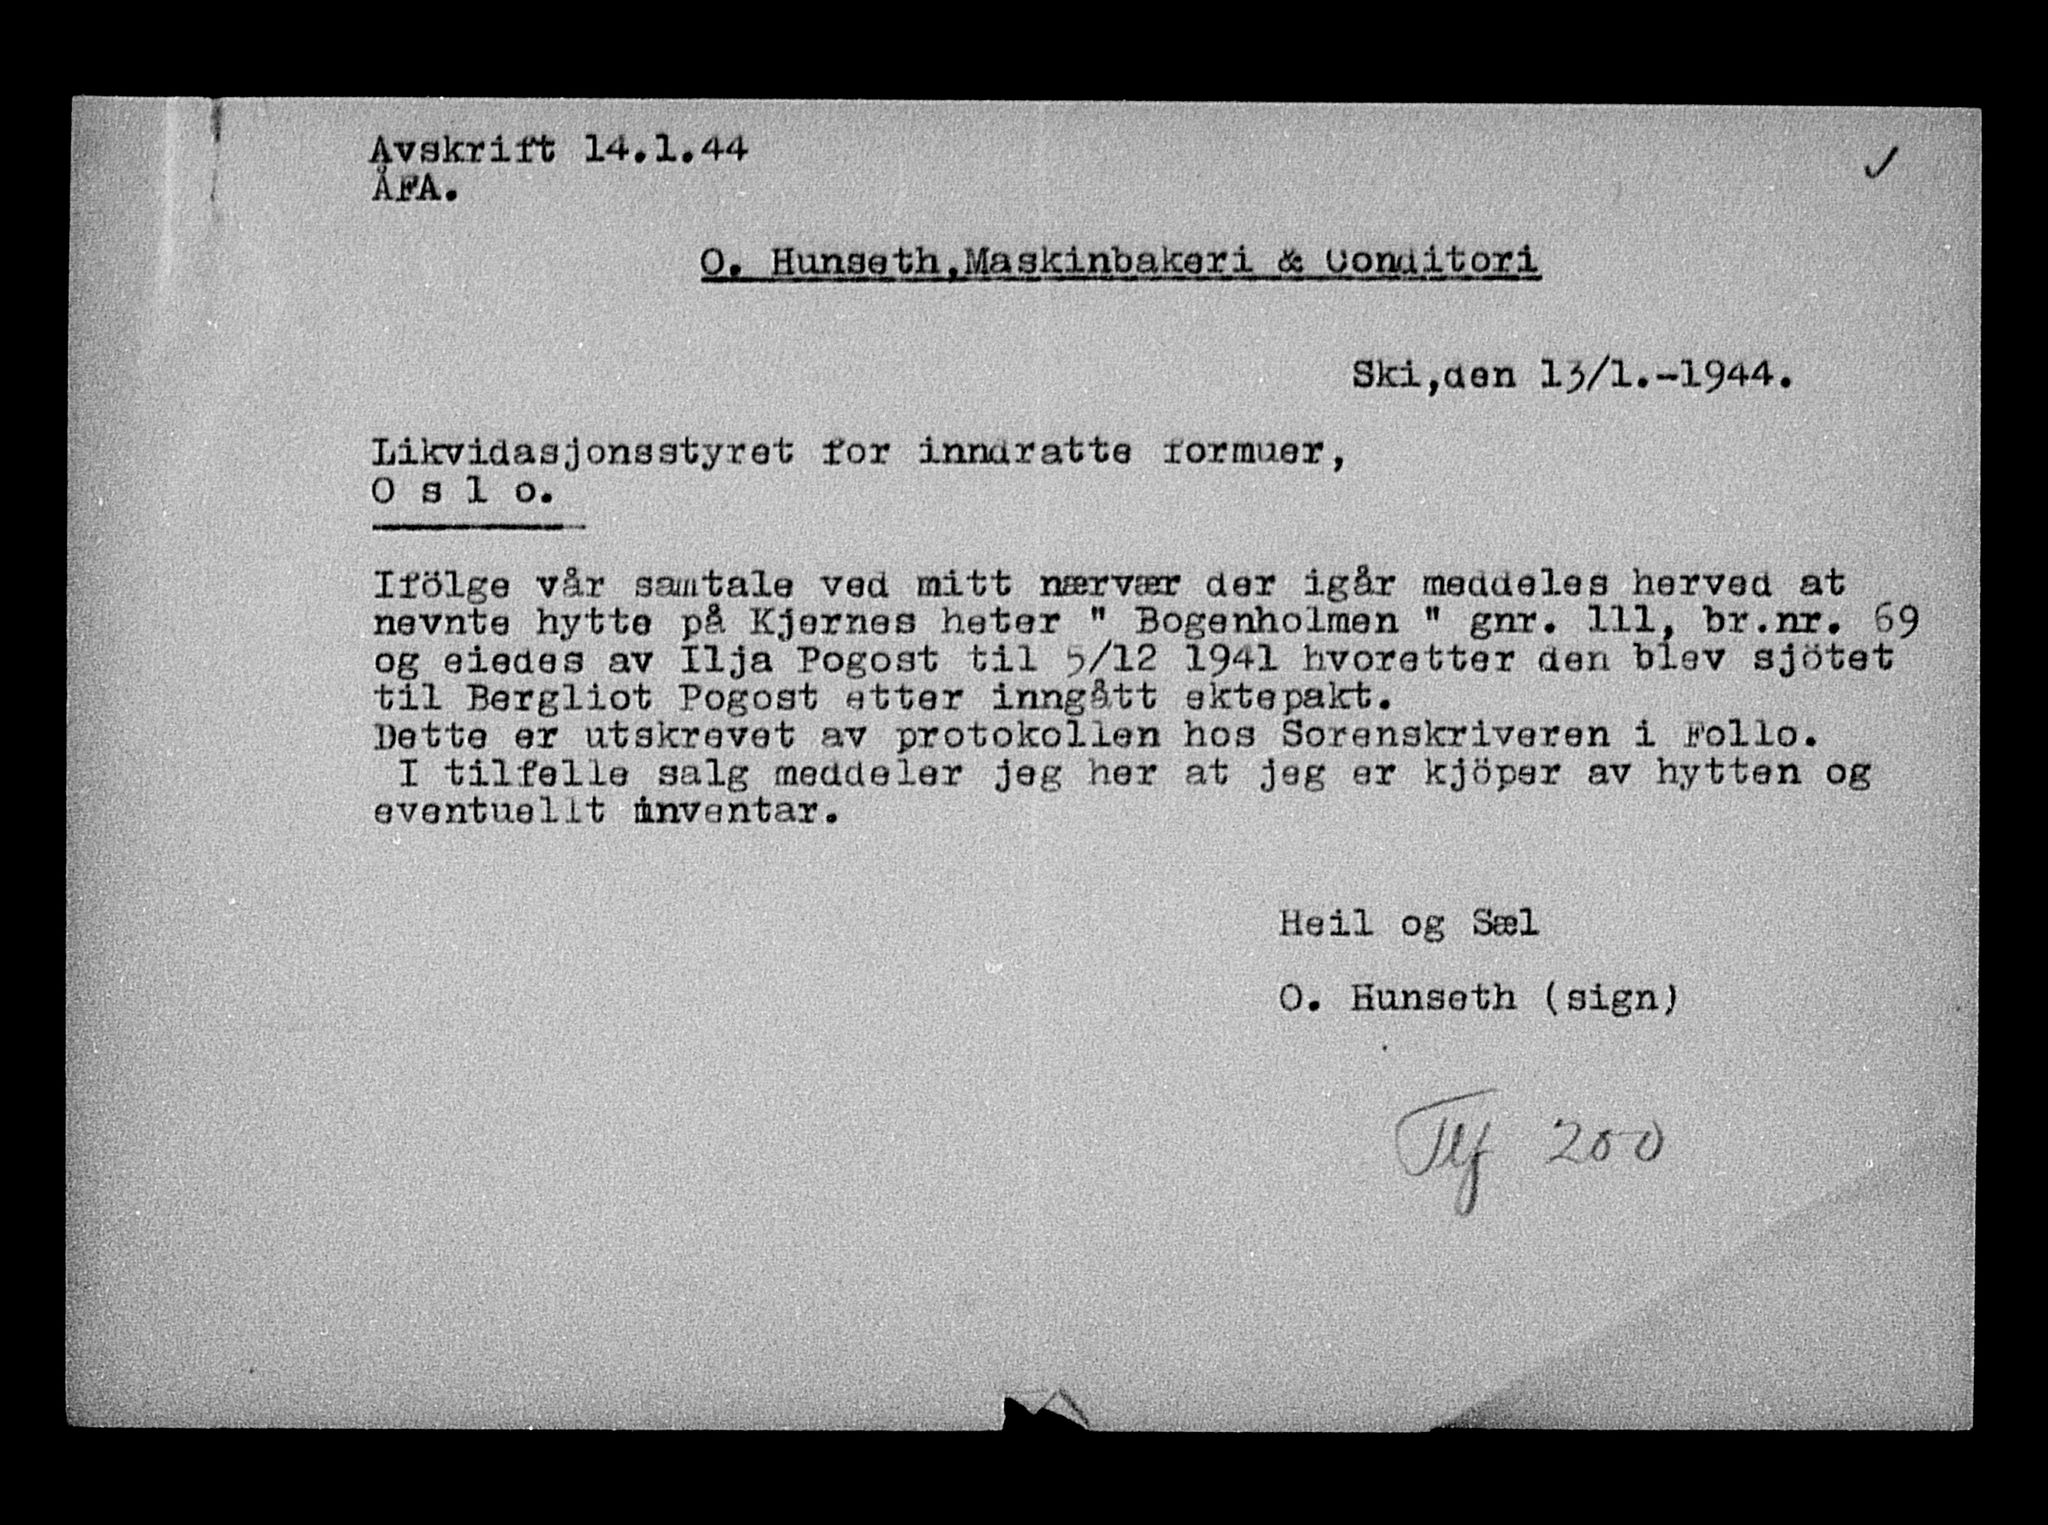 Avskrift 14.1.44
ÅFA.
O. Hunseth,Maskinbakeri & Conditori
Ski,den 13/1.-1944.
Likvidasjonsstyret for inndratte formuer,
O s l o.
Ifölge vår samtale ved mitt nærvær der igår meddeles herved at
nevnte hytte på Kjernes heter " Bogenholmen " gnr. 111, br.nr. 69
og eiedes av Ilja Pogost til 5/12 1941 hvoretter den blev sjötet
til Bergliot Pogost etter inngått ektepakt.
Dette er utskrevet av protokollen hos Sorenskriveren i Follo.
I tilfelle salg meddeler jeg her at jeg er kjöper av hytten og
eventuellt inventar.
Heil og Sæl
O. Hunseth (sign)
Tlf 200